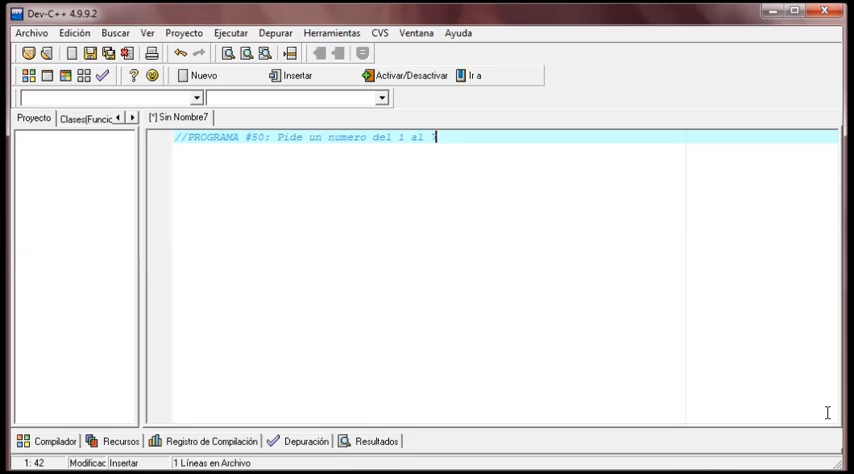 Dev-C++ 4.9.9.2
Archivo Edición Buscar Ver Proyecto Ejecutar Depurar Herramientas CVS Ventana Ayuda
Nuevo Insertar Activar/Desactivar Ir a
Proyecto Clases(Funcio [*] Sin Nombre7
//PROGRAMA #50: Pide un numero del 1 al 7
Compilador Recursos Registro de Compilación Depuración Resultados
1: 42 Modificac Insertar 1 Líneas en Archivo